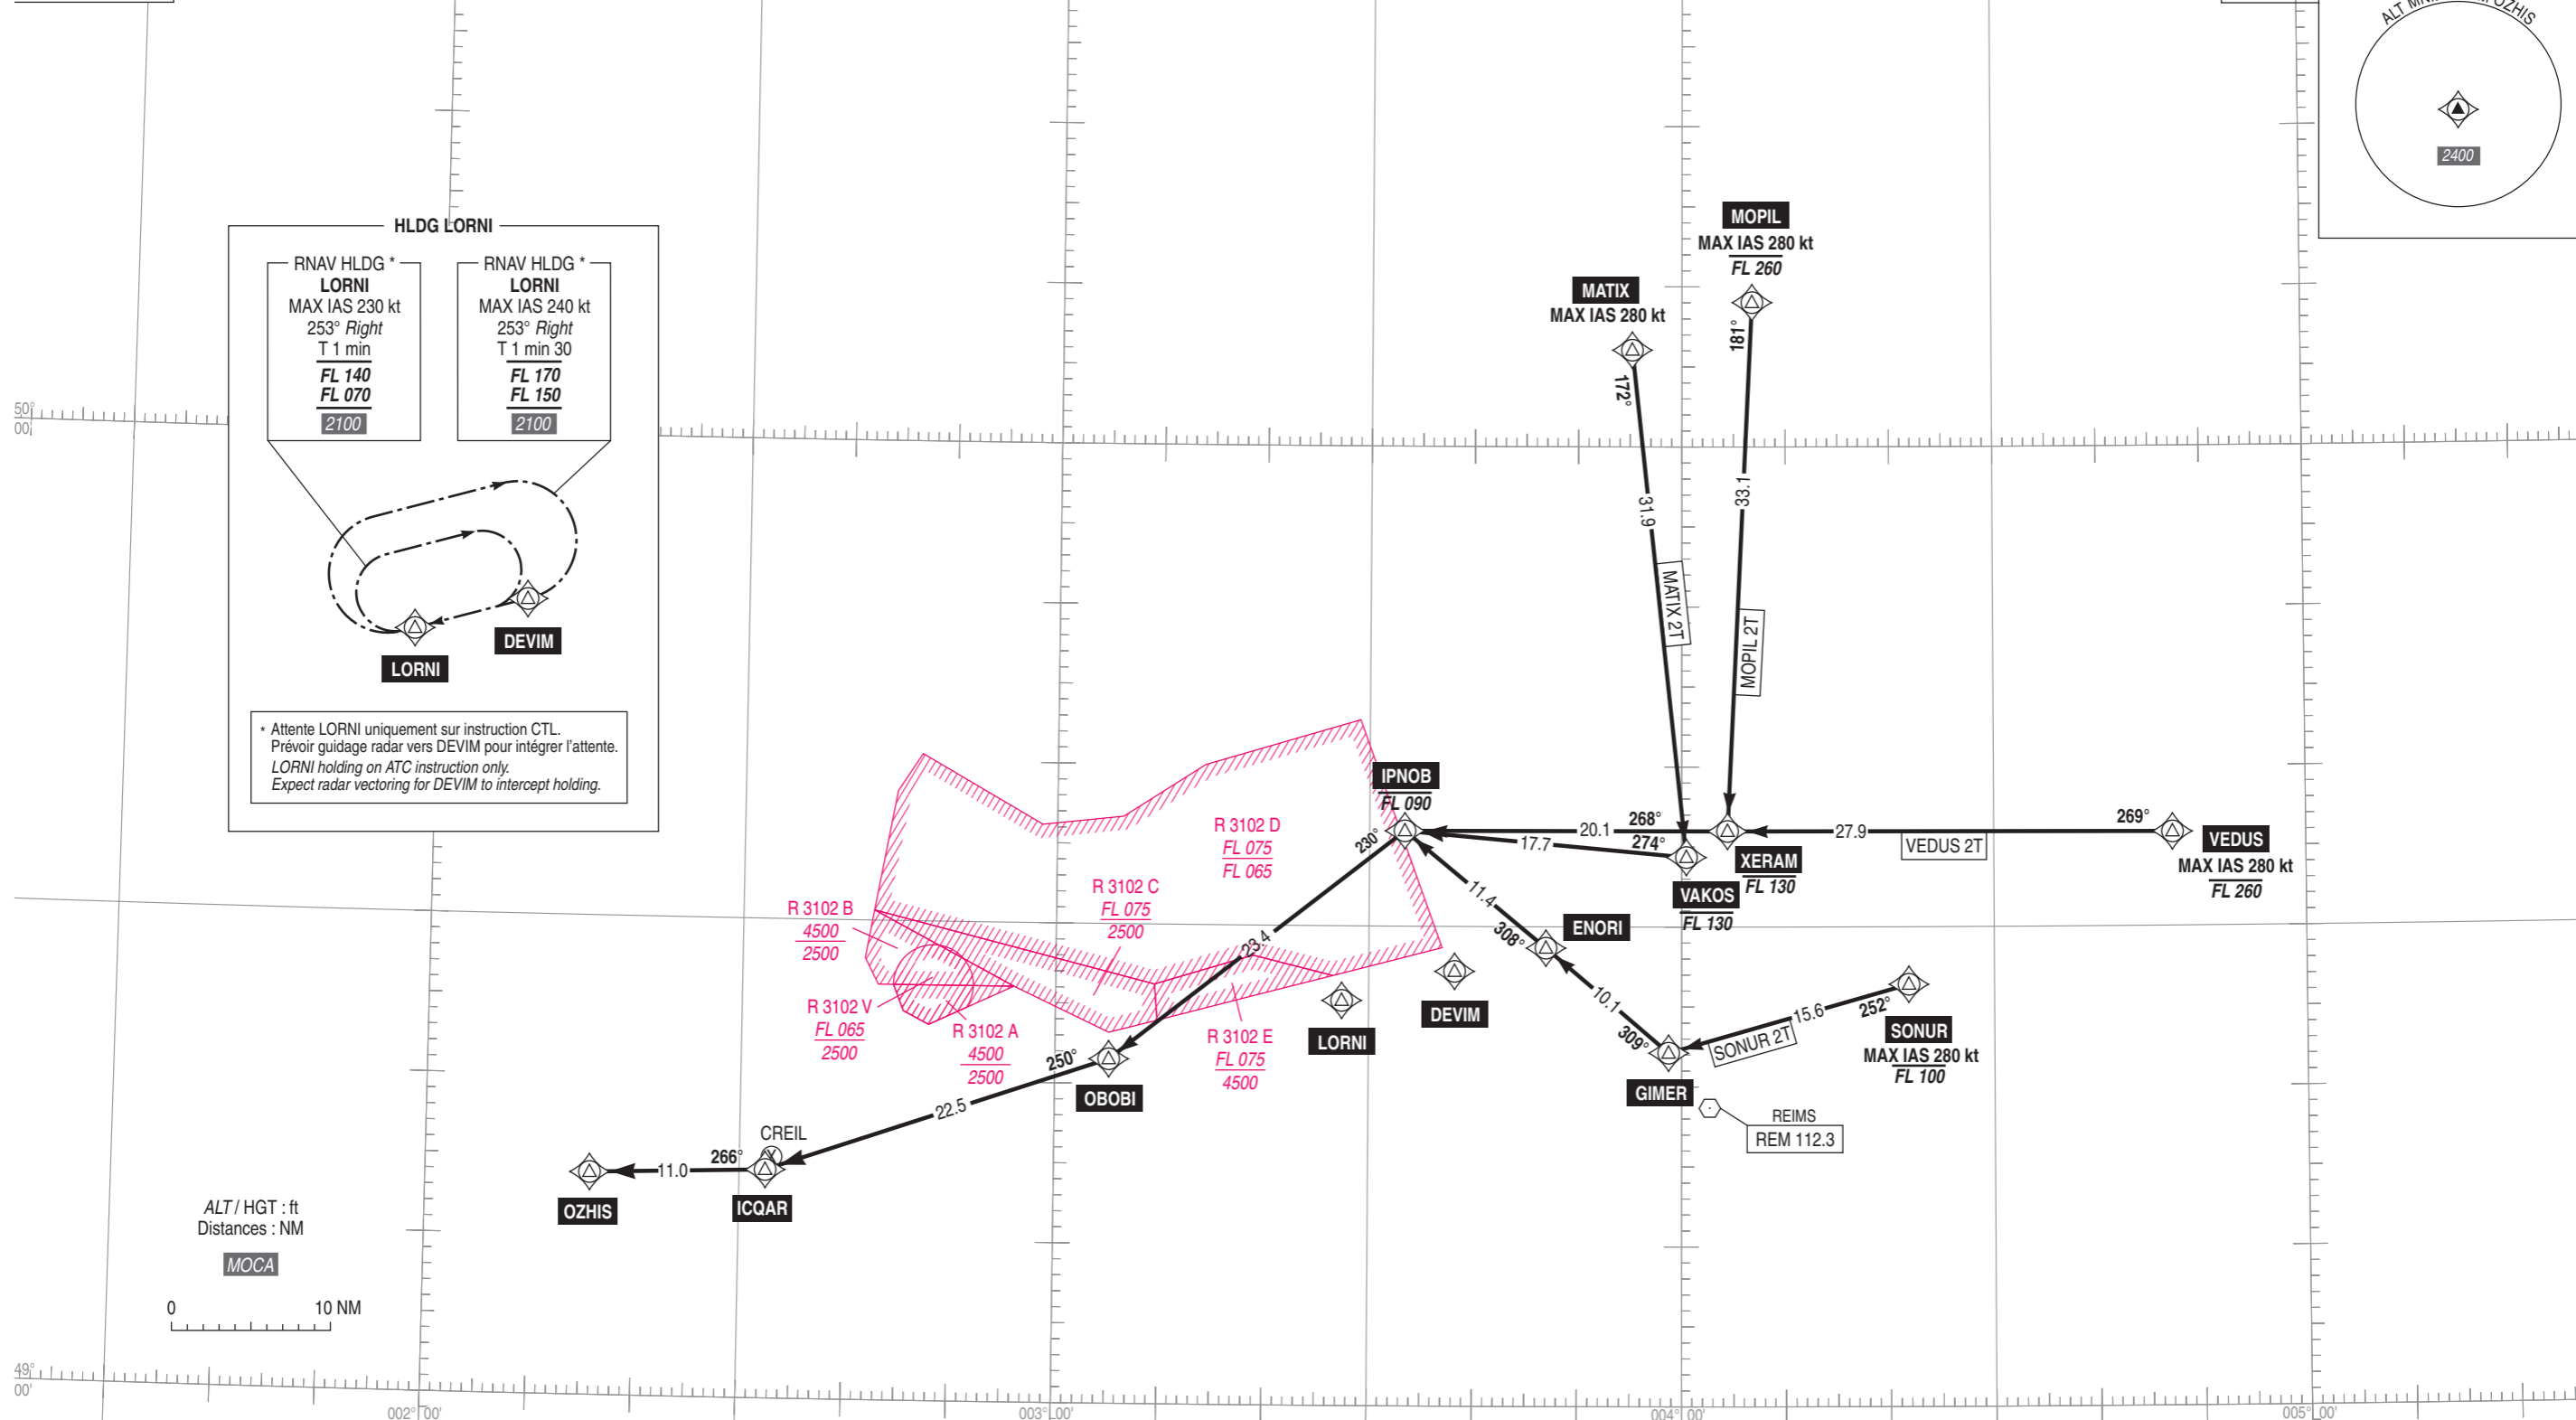 ALT OZHIS
2400
HLDG LORNI
RNAV HLDG *
LORNI
MAX IAS 230 kt
253° Right
T 1 min
FL 140
FL 070
2100
RNAV HLDG *
LORNI
MAX IAS 240 kt
253° Right
T 1 min 30
FL 170
FL 150
2100
LORNI
DEVIM
* Attente LORNI uniquement sur instruction CTL.
Prévoir guidage radar vers DEVIM pour intégrer l'attente.
LORNI holding on ATC instruction only.
Expect radar vectoring for DEVIM to intercept holding.
MOPIL
MAX IAS 280 kt
FL 260
181°
33.1
MOPIL 2T
MATIX
MAX IAS 280 kt
172°
31.9
MATIX 2T
50°
00'
IPNOB
FL 090
230°
20.1
268°
17.7
274°
XERAM
FL 130
VAKOS
FL 130
27.9
VEDUS 2T
269°
VEDUS
MAX IAS 280 kt
FL 260
R 3102 D
FL 075
FL 065
R 3102 C
FL 075
2500
R 3102 B
4500
2500
R 3102 V
FL 065
2500
R 3102 A
4500
2500
R 3102 E
FL 075
4500
23.4
11.4
308°
ENORI
10.1
309°
GIMER
15.6
252°
SONUR 2T
SONUR
MAX IAS 280 kt
FL 100
DEVIM
LORNI
REIMS
REM 112.3
250°
OBOBI
22.5
CREIL
266°
ICQAR
11.0
OZHIS
ALT / HGT : ft
Distances : NM
MOCA
0 10 NM
49°
00'
002° 00'
003° 00'
004° 00'
005° 00'